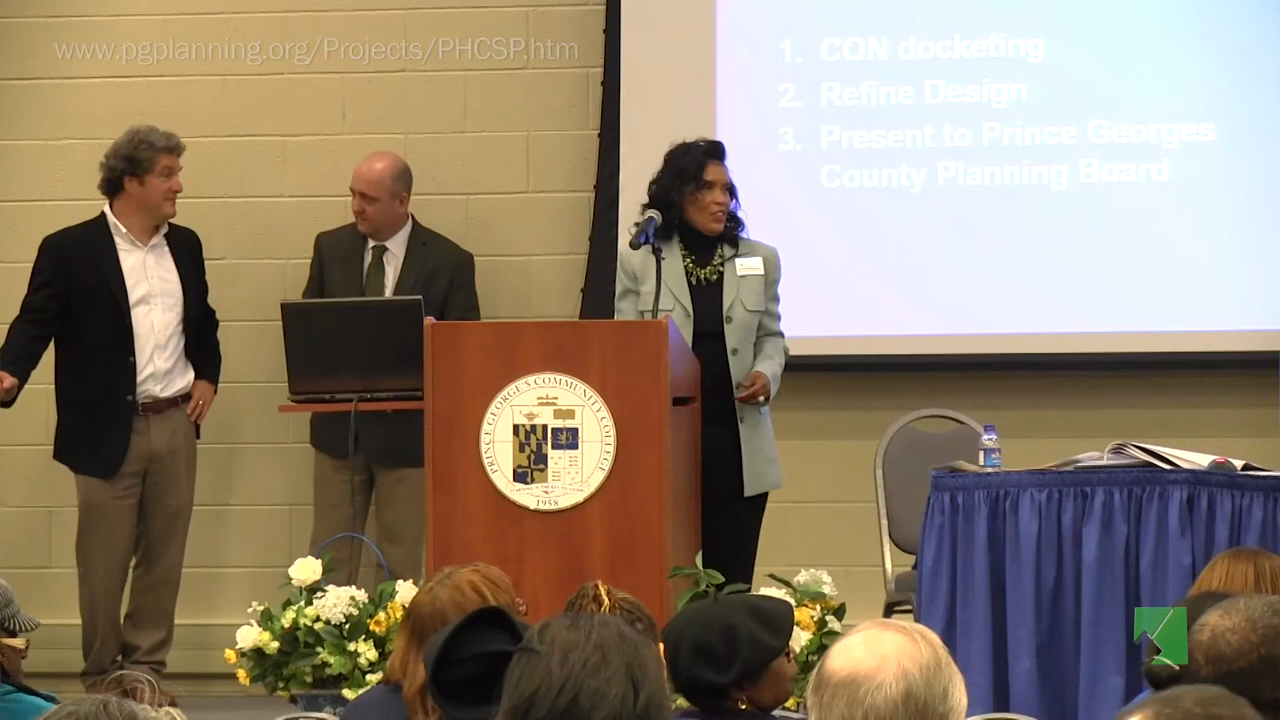 www.pgplanning.org/Projects/PHCSP.htm
1. CON docketing
2. Refine Design
3. Present to Prince Georges
County Planning Board
PRINCE GEORGE'S COMMUNITY COLLEGE
1958